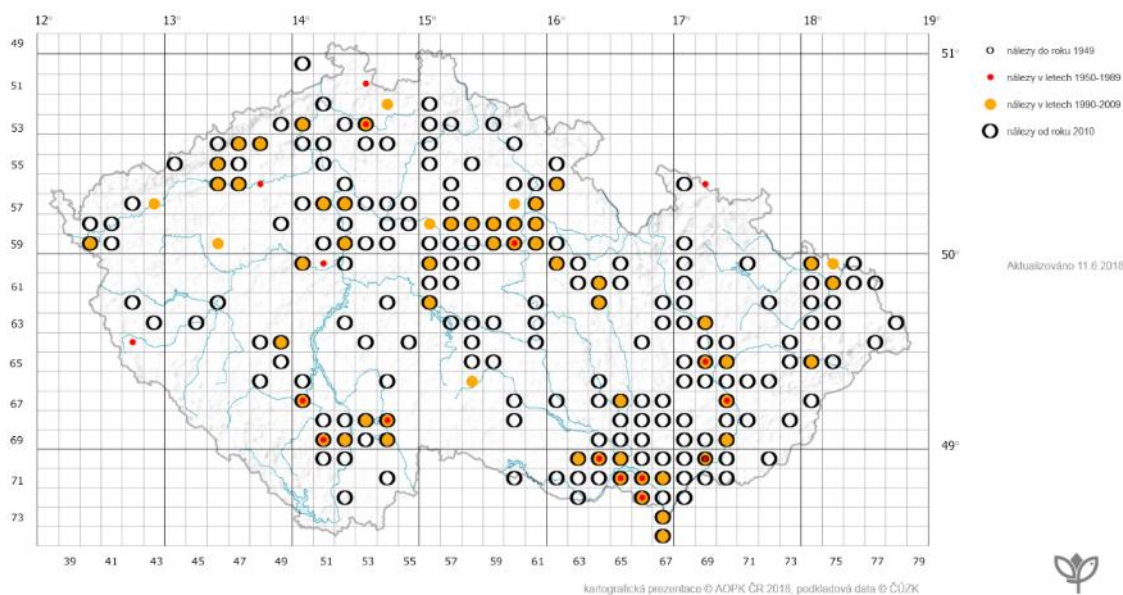 12° 13° 14° 15° 16° 17° 18° 19°
49
51°
51
53
55
57
59
50°
61
63
65
67
69
49°
71
73
39 41 43 45 47 49 51 53 55 57 59 61 63 65 67 69 71 73 75 77 79
nálezy do roku 1949
nálezy v letech 1950-1989
nálezy v letech 1990-2009
nálezy od roku 2010
Aktualizováno 11 6 2018
kartografická prezentace © AOPK ČR 2018, podkladová data © ČÚZK